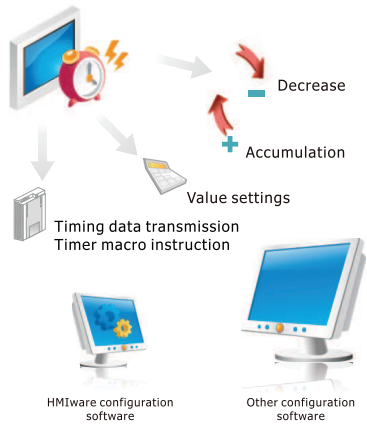 Decrease
Accumulation
Value settings
Timing data transmission
Timer macro instruction
HMIware configuration
software
Other configuration
software